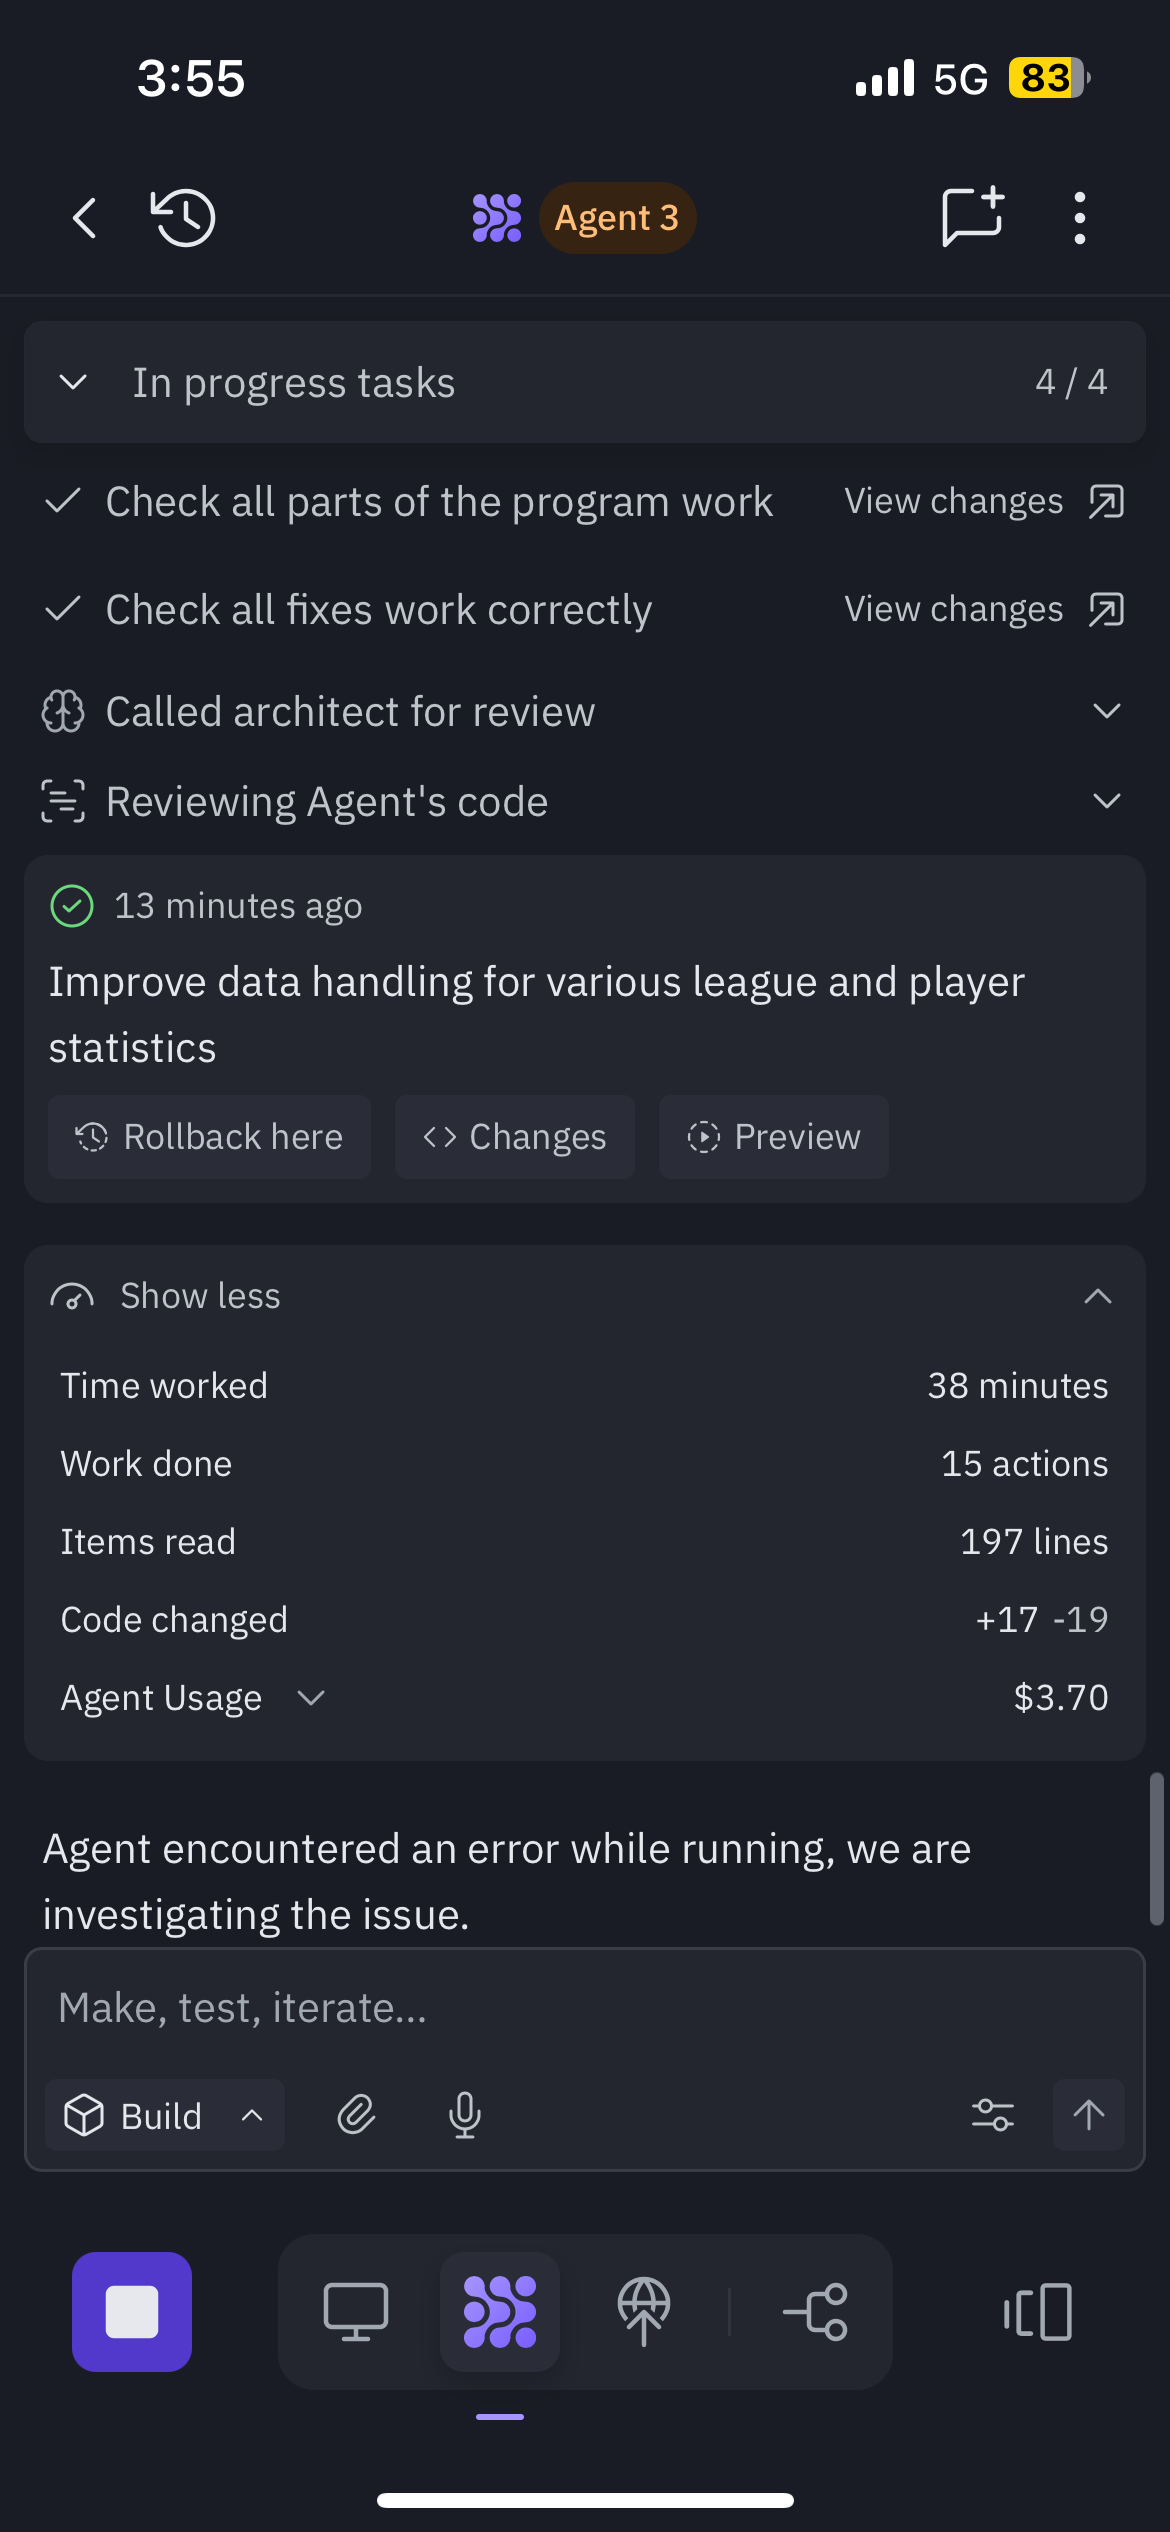 3:55
5G
83
Agent 3
In progress tasks
4 / 4
Check all parts of the program work
View changes
Check all fixes work correctly
View changes
Called architect for review
Reviewing Agent's code
13 minutes ago
Improve data handling for various league and player
statistics
Rollback here
Changes
Preview
Show less
Time worked
38 minutes
Work done
15 actions
Items read
197 lines
Code changed
+17 -19
Agent Usage
$3.70
Agent encountered an error while running, we are
investigating the issue.
Make, test, iterate...
Build